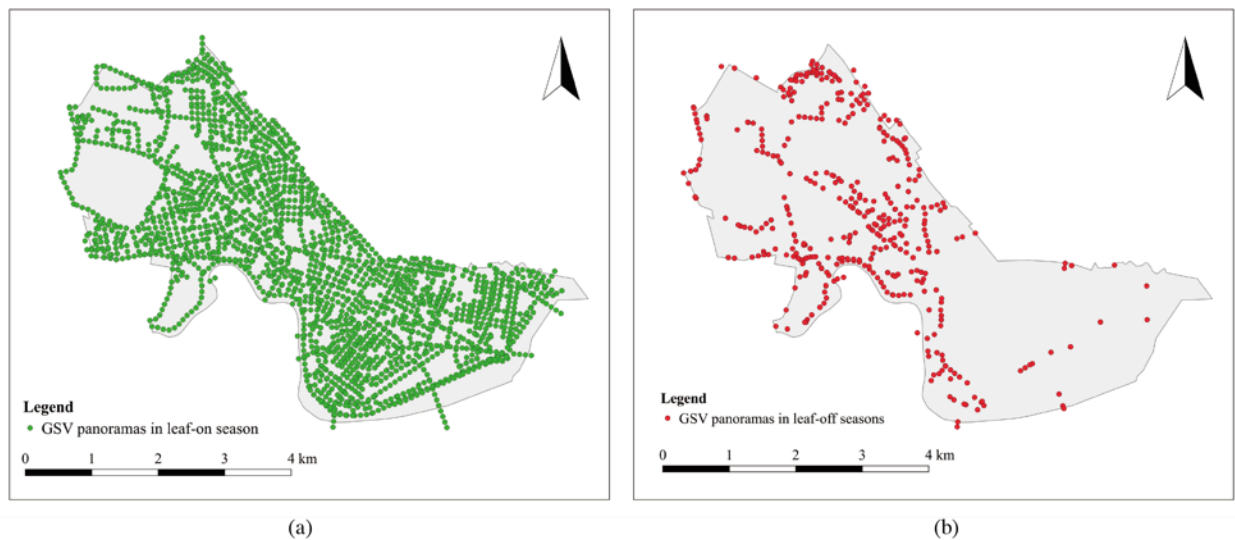 Legend
GSV panoramas in leaf-on season
0 1 2 3 4 km
(a)
Legend
GSV panoramas in leaf-off seasons
0 1 2 3 4 km
(b)